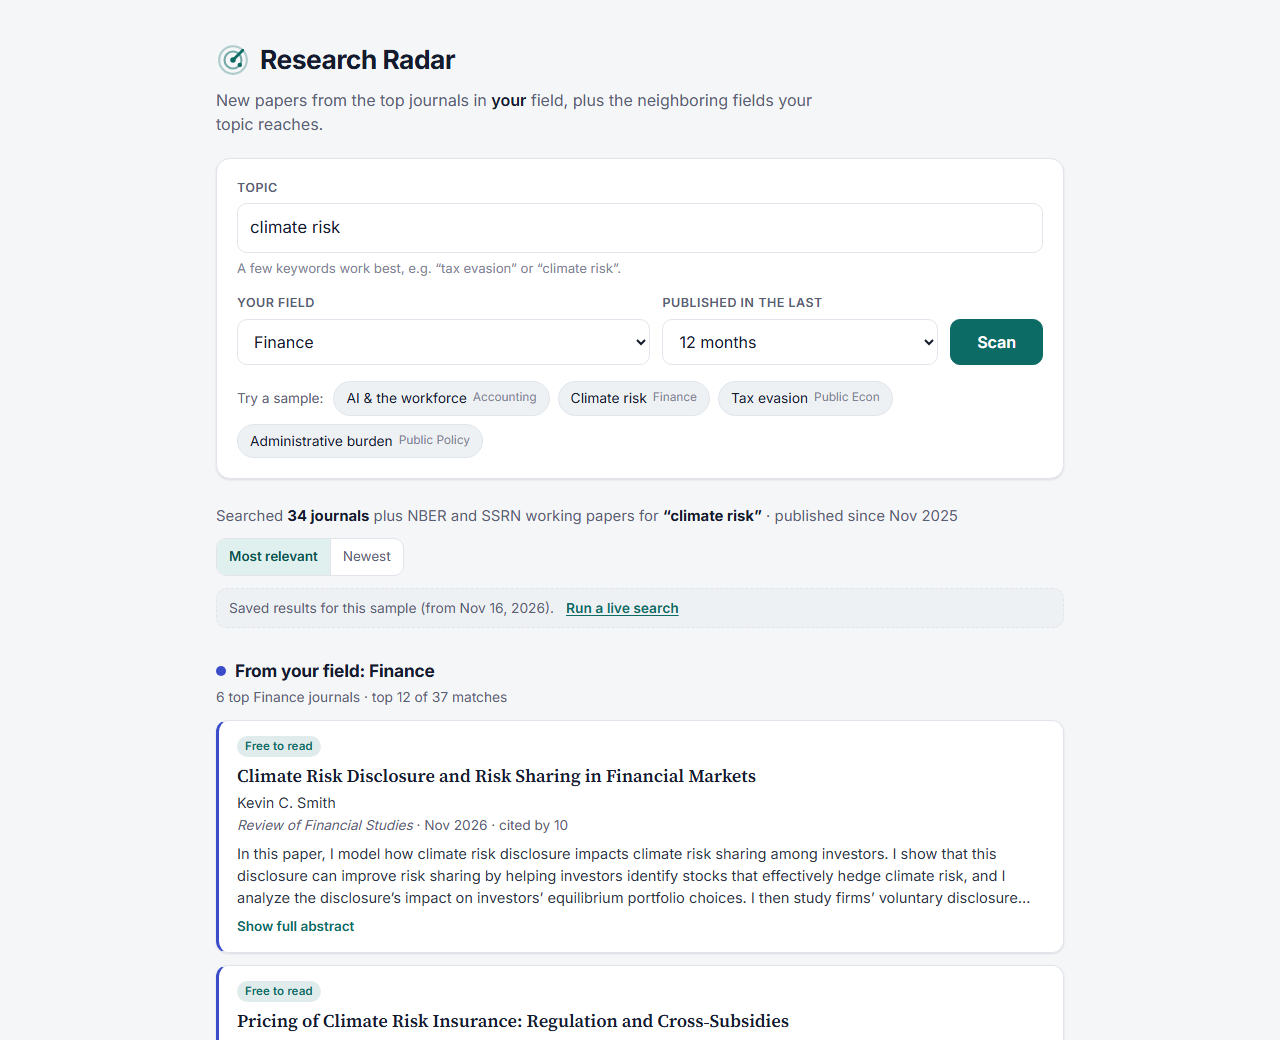 Research Radar
New papers from the top journals in your field, plus the neighboring fields your
topic reaches.
TOPIC
climate risk
A few keywords work best, e.g. “tax evasion” or “climate risk”.
YOUR FIELD
PUBLISHED IN THE LAST
Finance
12 months
Scan
Try a sample:
AI & the workforce Accounting
Climate risk Finance
Tax evasion Public Econ
Administrative burden Public Policy
Searched 34 journals plus NBER and SSRN working papers for “climate risk” · published since Nov 2025
Most relevant
Newest
Saved results for this sample (from Nov 16, 2026). Run a live search
From your field: Finance
6 top Finance journals · top 12 of 37 matches
Free to read
Climate Risk Disclosure and Risk Sharing in Financial Markets
Kevin C. Smith
Review of Financial Studies · Nov 2026 · cited by 10
In this paper, I model how climate risk disclosure impacts climate risk sharing among investors. I show that this
disclosure can improve risk sharing by helping investors identify stocks that effectively hedge climate risk, and I
analyze the disclosure’s impact on investors’ equilibrium portfolio choices. I then study firms’ voluntary disclosure…
Show full abstract
Free to read
Pricing of Climate Risk Insurance: Regulation and Cross-Subsidies